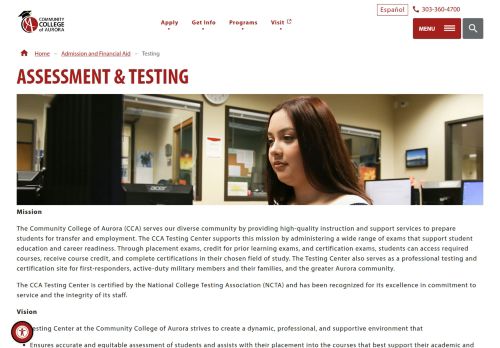 Español 303-360-4700
COMMUNITY
COLLEGE
of AURORA
Apply Get Info Programs Visit
MENU
Home – Admission and Financial Aid – Testing
ASSESSMENT & TESTING
acer
Mission
The Community College of Aurora (CCA) serves our diverse community by providing high-quality instruction and support services to prepare
students for transfer and employment. The CCA Testing Center supports this mission by administering a wide range of exams that support student
education and career readiness. Through placement exams, credit for prior learning exams, and certification exams, students can access required
courses, receive course credit, and complete certifications in their chosen field of study. The Testing Center also serves as a professional testing and
certification site for first-responders, active-duty military members and their families, and the greater Aurora community.
The CCA Testing Center is certified by the National College Testing Association (NCTA) and has been recognized for its excellence in commitment to
service and the integrity of its staff.
Vision
Testing Center at the Community College of Aurora strives to create a dynamic, professional, and supportive environment that
Ensures accurate and equitable assessment of students and assists with their placement into the courses that best support their academic and